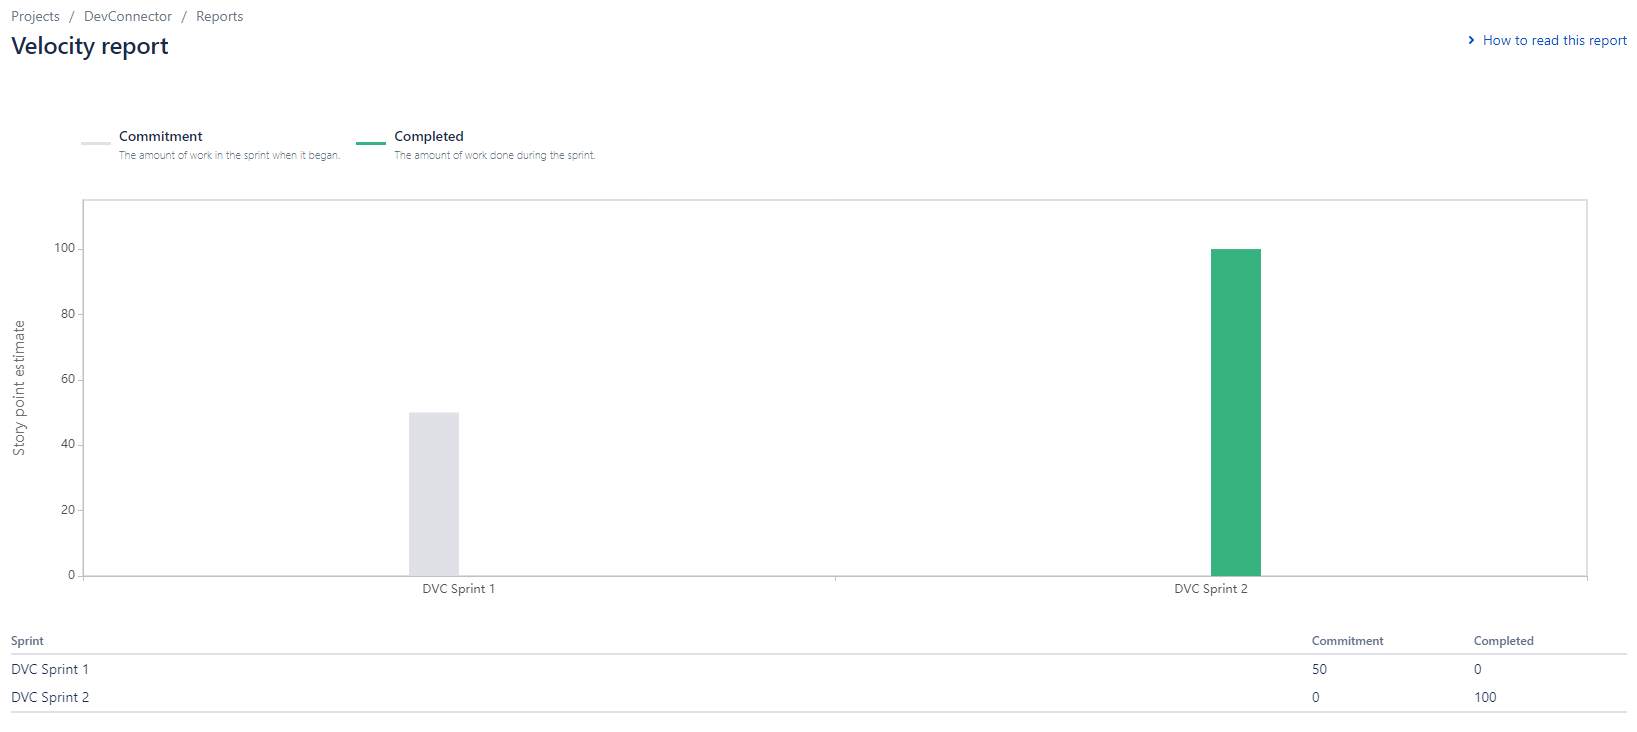 Projects / DevConnector / Reports
Velocity report
How to read this report
Commitment
The amount of work in the sprint when it began.
Completed
The amount of work done during the sprint.
Story point estimate
100
80
60
40
20
0
DVC Sprint 1
DVC Sprint 2
Sprint Commitment Completed
DVC Sprint 1 50 0
DVC Sprint 2 0 100